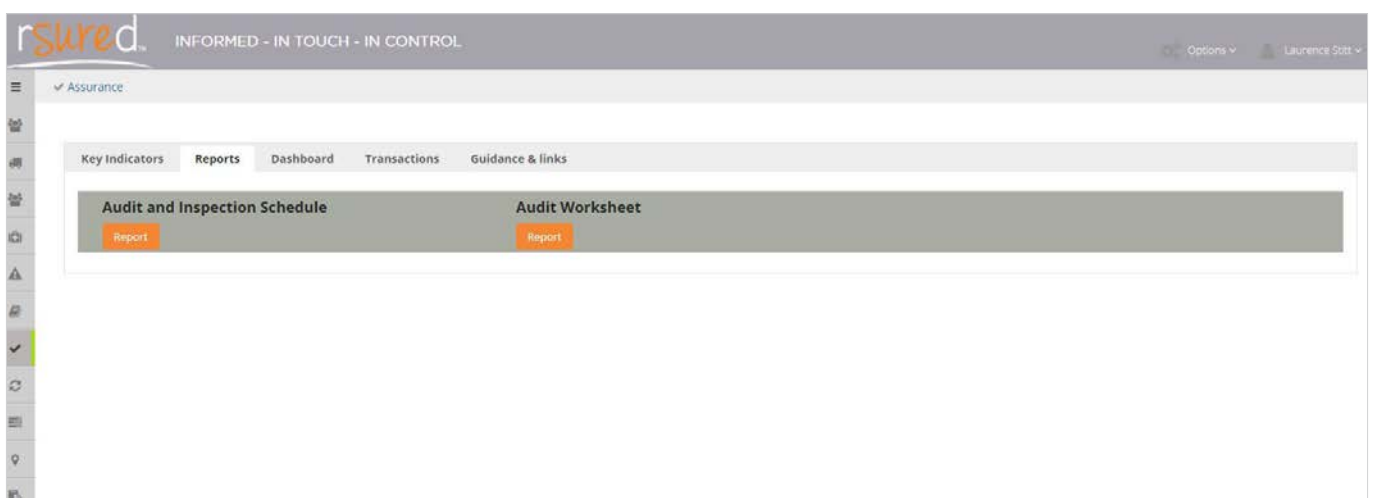 rsured™ INFORMED - IN TOUCH - IN CONTROL
Options Laurence Stitt
Assurance
Key Indicators Reports Dashboard Transactions Guidance & links
Audit and Inspection Schedule Audit Worksheet
Report Report